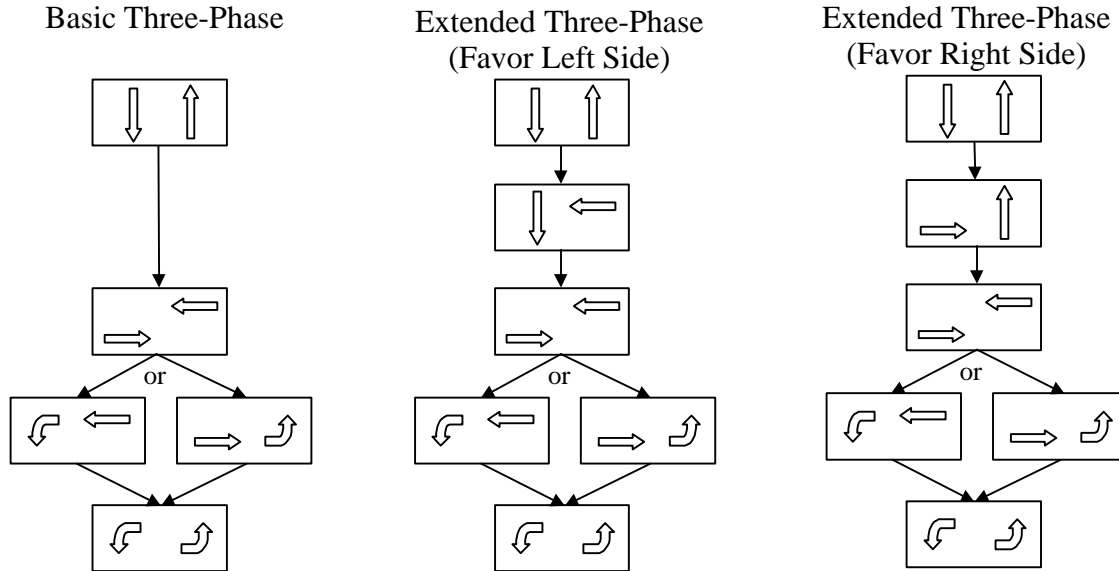 Basic Three-Phase
Extended Three-Phase
(Favor Left Side)
Extended Three-Phase
(Favor Right Side)
or
or
or